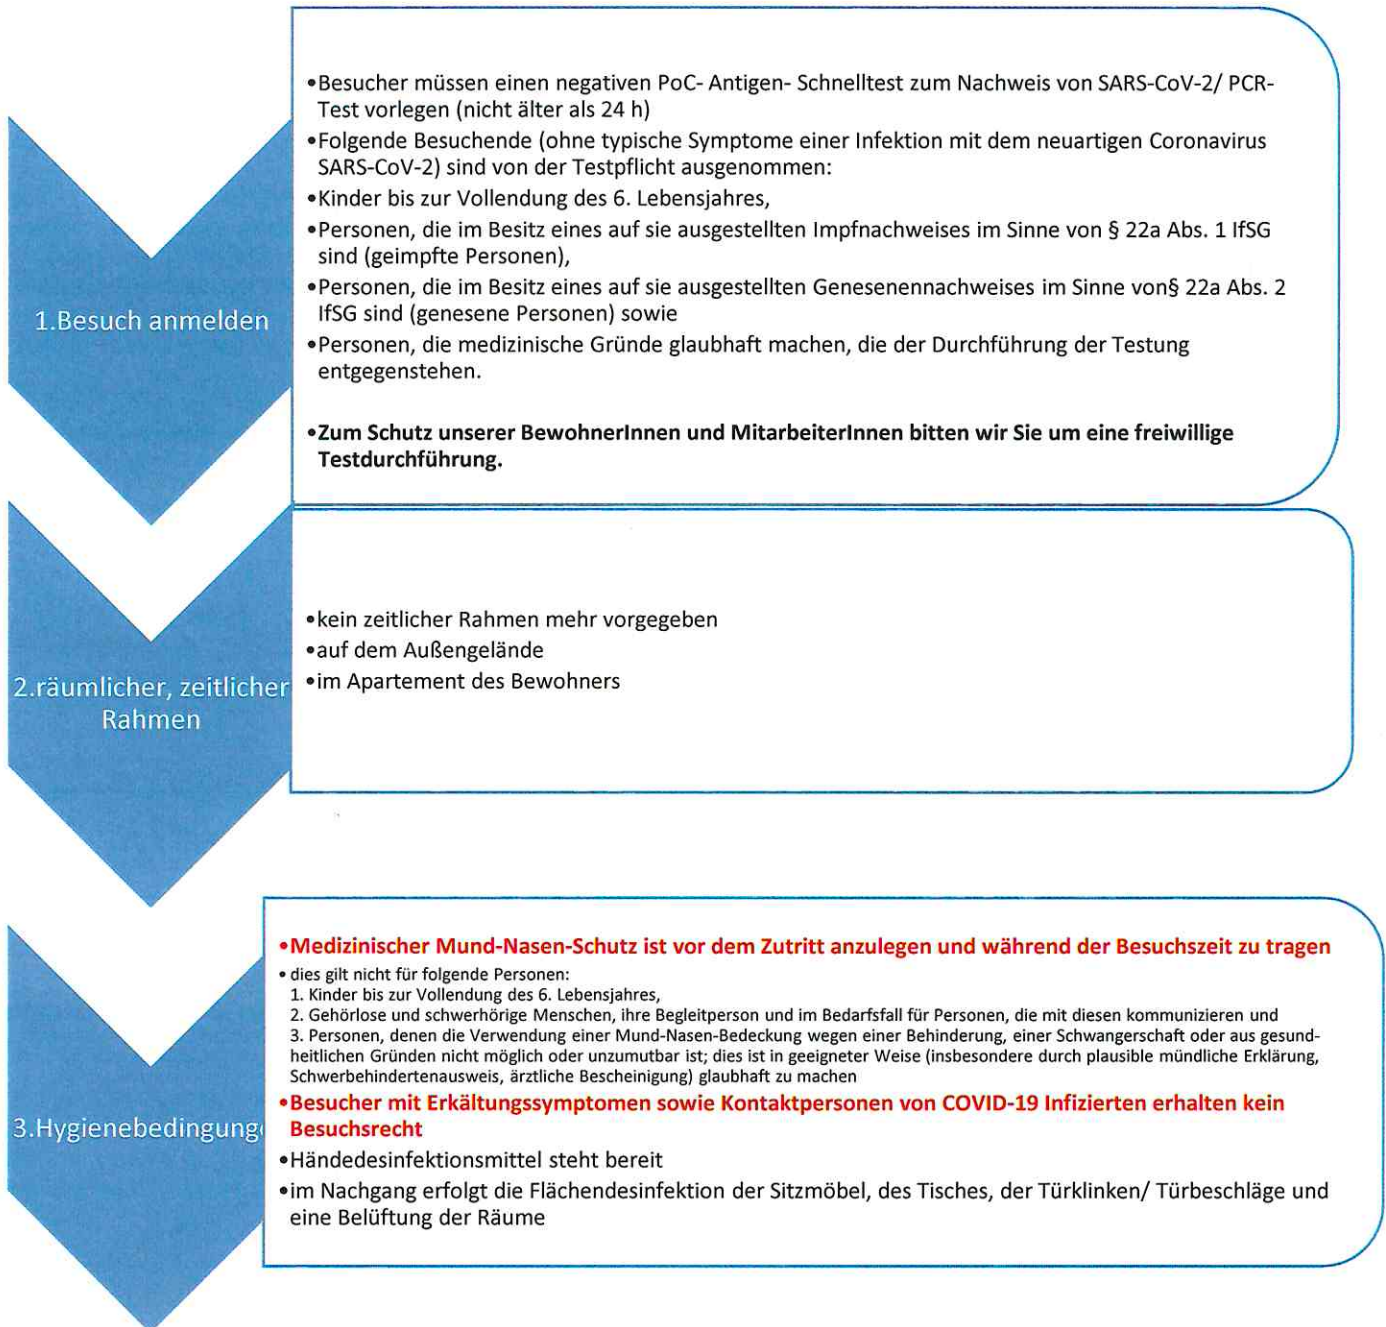 •Besucher müssen einen negativen PoC- Antigen- Schnelltest zum Nachweis von SARS-CoV-2/ PCR-
Test vorlegen (nicht älter als 24 h)
•Folgende Besuchende (ohne typische Symptome einer Infektion mit dem neuartigen Coronavirus
SARS-CoV-2) sind von der Testpflicht ausgenommen:
•Kinder bis zur Vollendung des 6. Lebensjahres,
•Personen, die im Besitz eines auf sie ausgestellten Impfnachweises im Sinne von § 22a Abs. 1 IfSG
sind (geimpfte Personen),
•Personen, die im Besitz eines auf sie ausgestellten Genesenennachweises im Sinne von§ 22a Abs. 2
IfSG sind (genesene Personen) sowie
•Personen, die medizinische Gründe glaubhaft machen, die der Durchführung der Testung
entgegenstehen.
•Zum Schutz unserer BewohnerInnen und MitarbeiterInnen bitten wir Sie um eine freiwillige
Testdurchführung.
1.Besuch anmelden
•kein zeitlicher Rahmen mehr vorgegeben
•auf dem Außengelände
•im Apartement des Bewohners
2.räumlicher, zeitlicher
Rahmen
•Medizinischer Mund-Nasen-Schutz ist vor dem Zutritt anzulegen und während der Besuchszeit zu tragen
• dies gilt nicht für folgende Personen:
1. Kinder bis zur Vollendung des 6. Lebensjahres,
2. Gehörlose und schwerhörige Menschen, ihre Begleitperson und im Bedarfsfall für Personen, die mit diesen kommunizieren und
3. Personen, denen die Verwendung einer Mund-Nasen-Bedeckung wegen einer Behinderung, einer Schwangerschaft oder aus gesund-
heitlichen Gründen nicht möglich oder unzumutbar ist; dies ist in geeigneter Weise (insbesondere durch plausible mündliche Erklärung,
Schwerbehindertenausweis, ärztliche Bescheinigung) glaubhaft zu machen
•Besucher mit Erkältungssymptomen sowie Kontaktpersonen von COVID-19 Infizierten erhalten kein
Besuchsrecht
•Händedesinfektionsmittel steht bereit
•im Nachgang erfolgt die Flächendesinfektion der Sitzmöbel, des Tisches, der Türklinken/ Türbeschläge und
eine Belüftung der Räume
3.Hygienebedingung